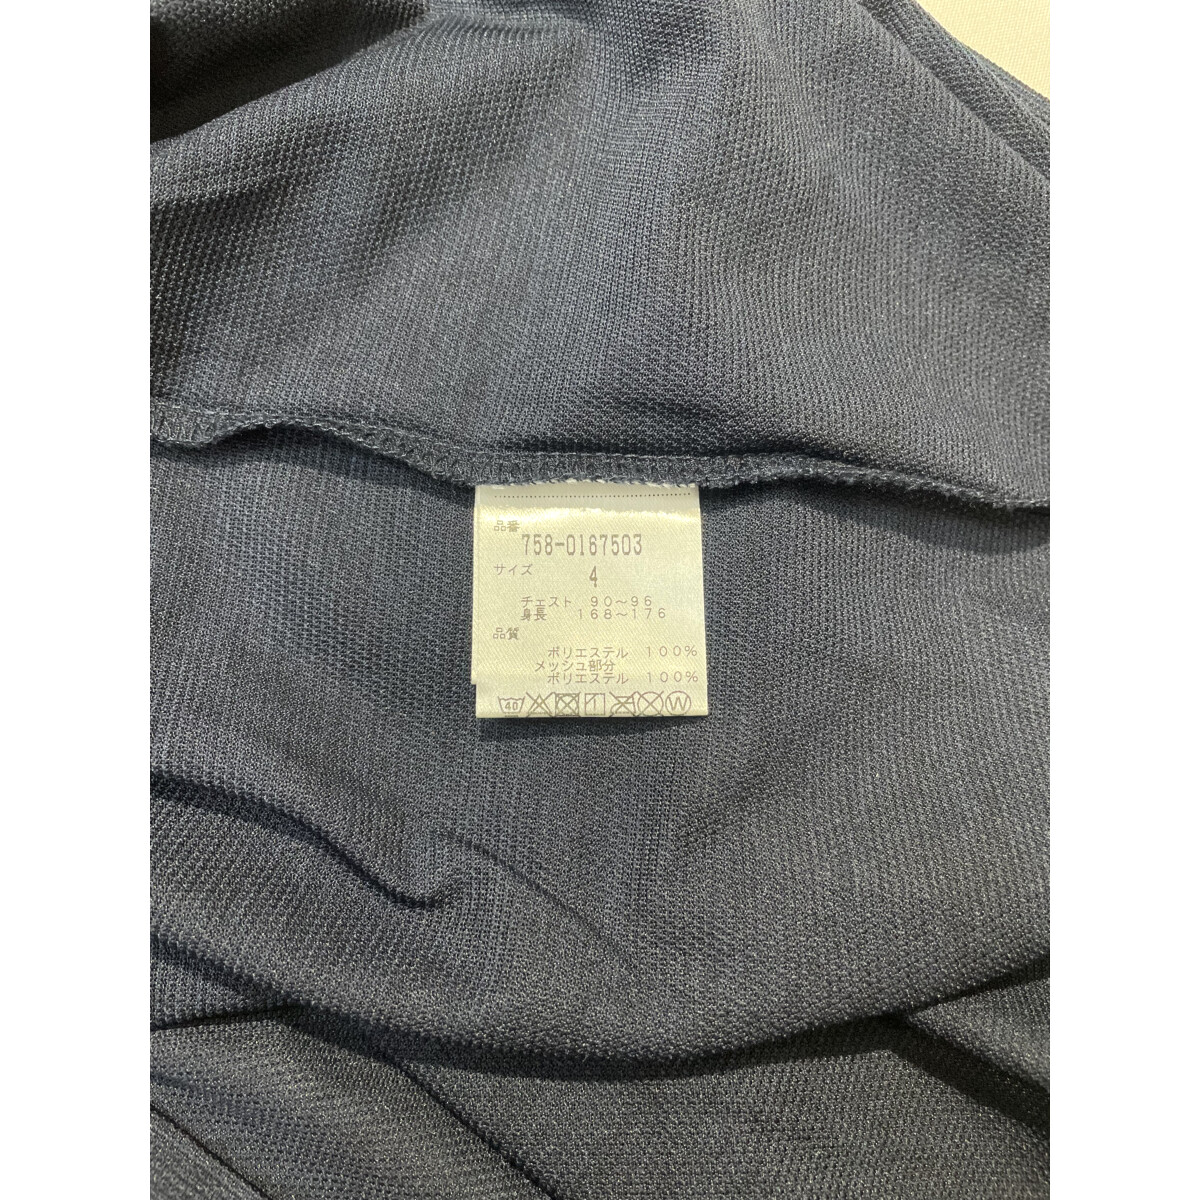 品番
758-0167503
サイズ
4
チェスト 90〜96
身長 168〜176
品質
ポリエステル 100%
メッシュ部分
ポリエステル 100%
40 W